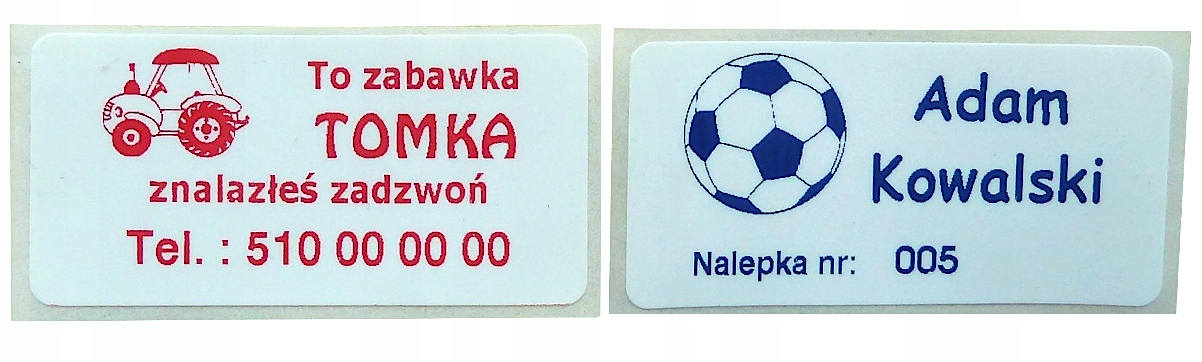 To zabawka
TOMKA
znalazłeś zadzwoń
Tel. : 510 00 00 00
Adam
Kowalski
Nalepka nr: 005